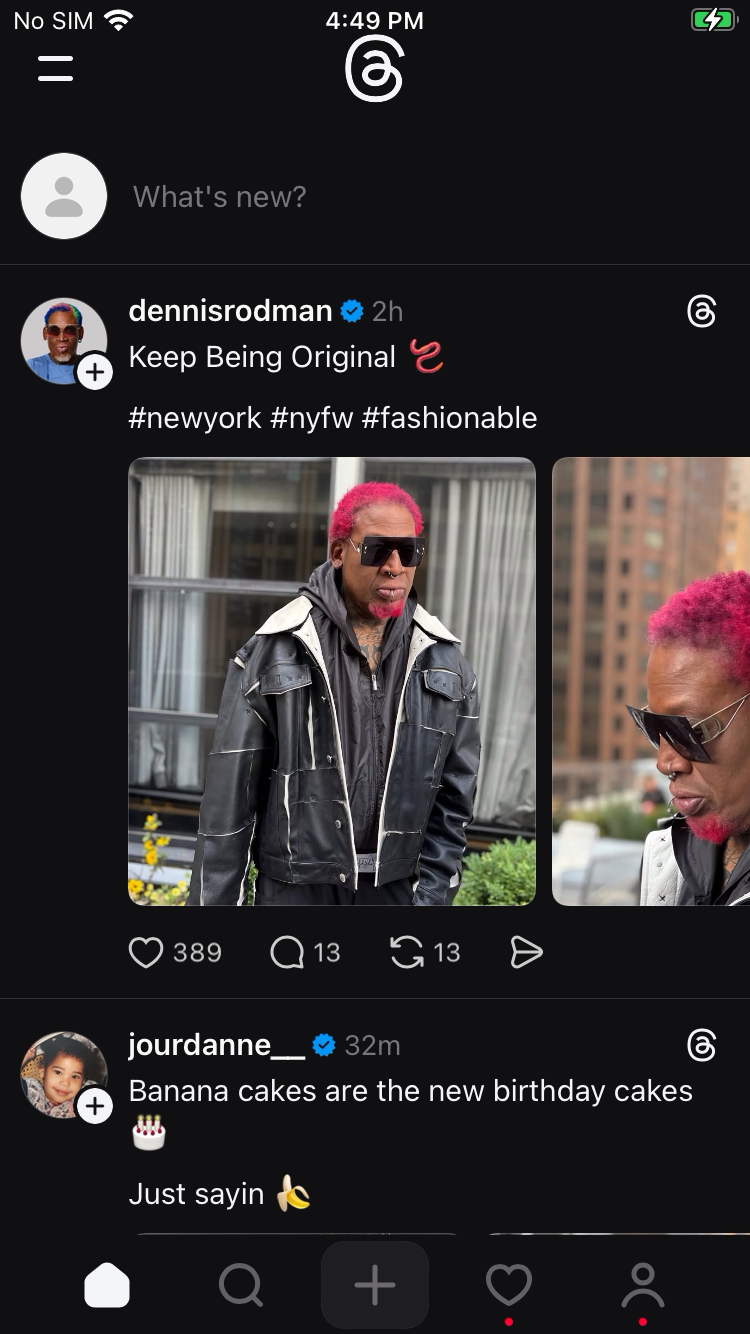 No SIM 4:49 PM
What's new?
dennisrodman 2h
Keep Being Original
#newyork #nyfw #fashionable
389 13 13
jourdanne__ 32m
Banana cakes are the new birthday cakes
🎂
Just sayin 🍌